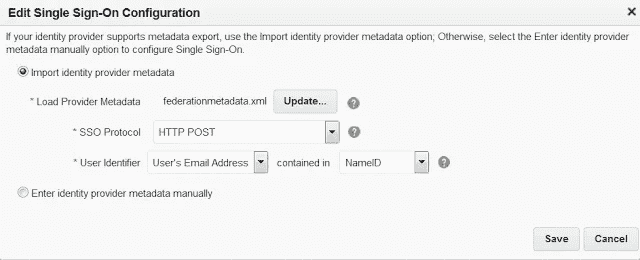 Edit Single Sign-On Configuration
If your identity provider supports metadata export, use the Import identity provider metadata option; Otherwise, select the Enter identity provider
metadata manually option to configure Single Sign-On.
Import identity provider metadata
* Load Provider Metadata federationmetadata.xml Update... ?
* SSO Protocol HTTP POST ?
* User Identifier User's Email Address contained in NameID ?
Enter identity provider metadata manually
Save Cancel